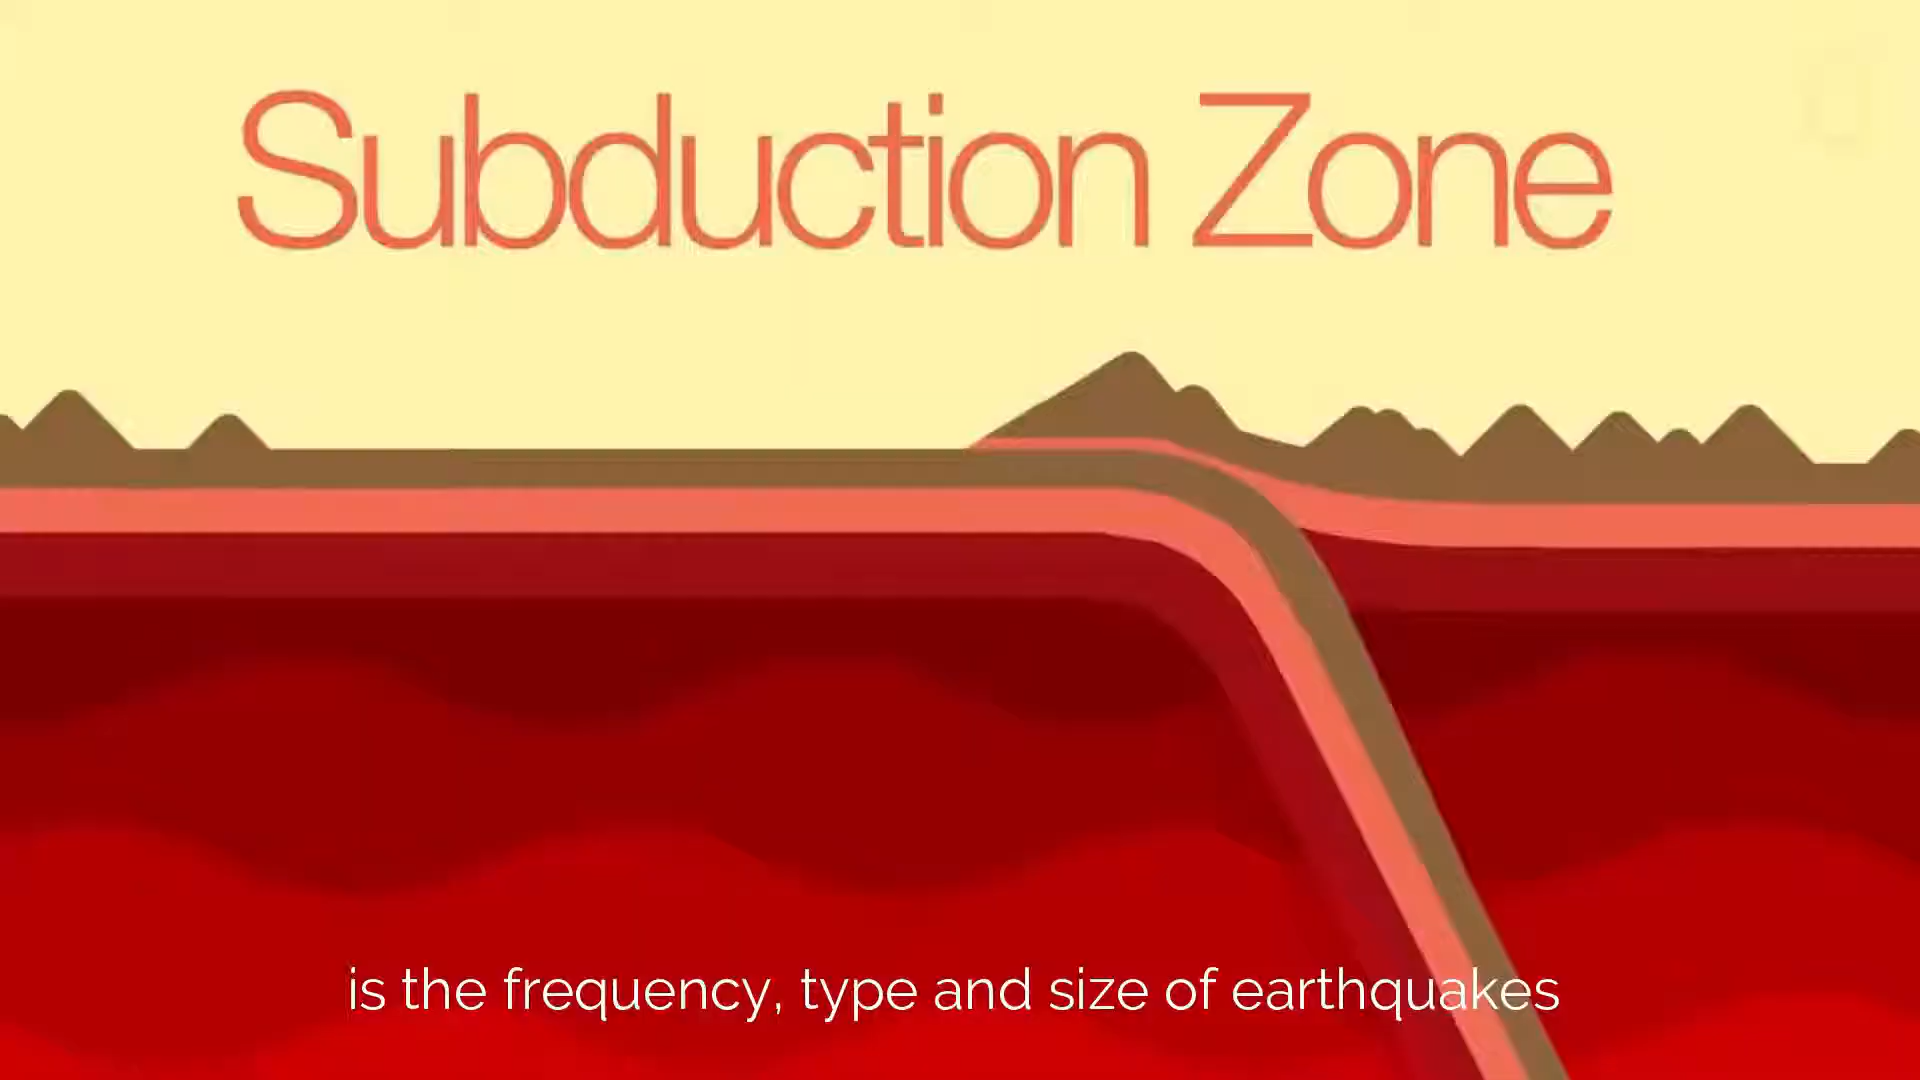 Subduction Zone
is the frequency, type and size of earthquakes